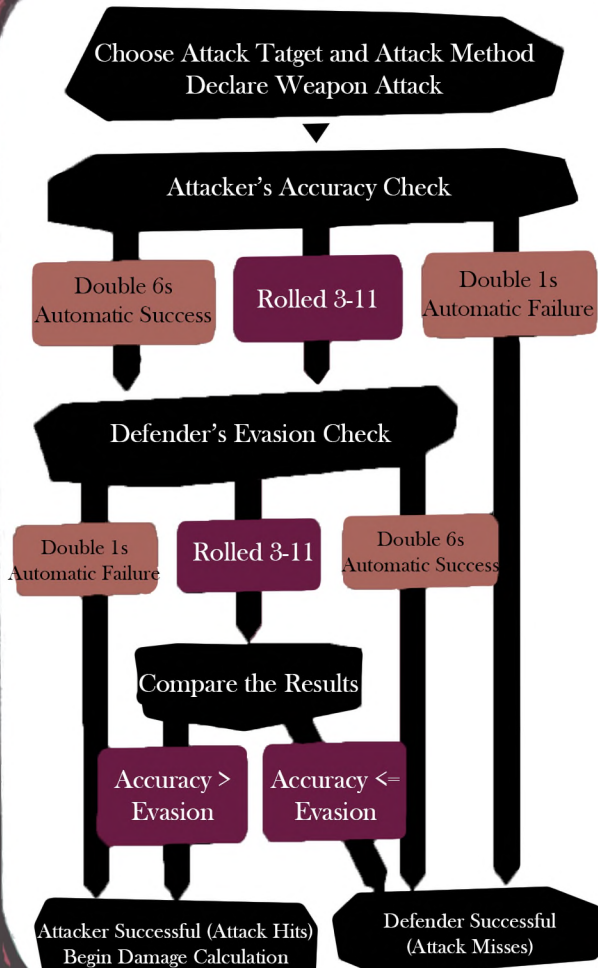 Choose Attack Tatget and Attack Method
Declare Weapon Attack
Attacker's Accuracy Check
Double 6s
Automatic Success
Rolled 3-11
Double 1s
Automatic Failure
Defender's Evasion Check
Double 1s
Automatic Failure
Rolled 3-11
Double 6s
Automatic Success
Compare the Results
Accuracy >
Evasion
Accuracy <=
Evasion
Attacker Successful (Attack Hits)
Begin Damage Calculation
Defender Successful
(Attack Misses)